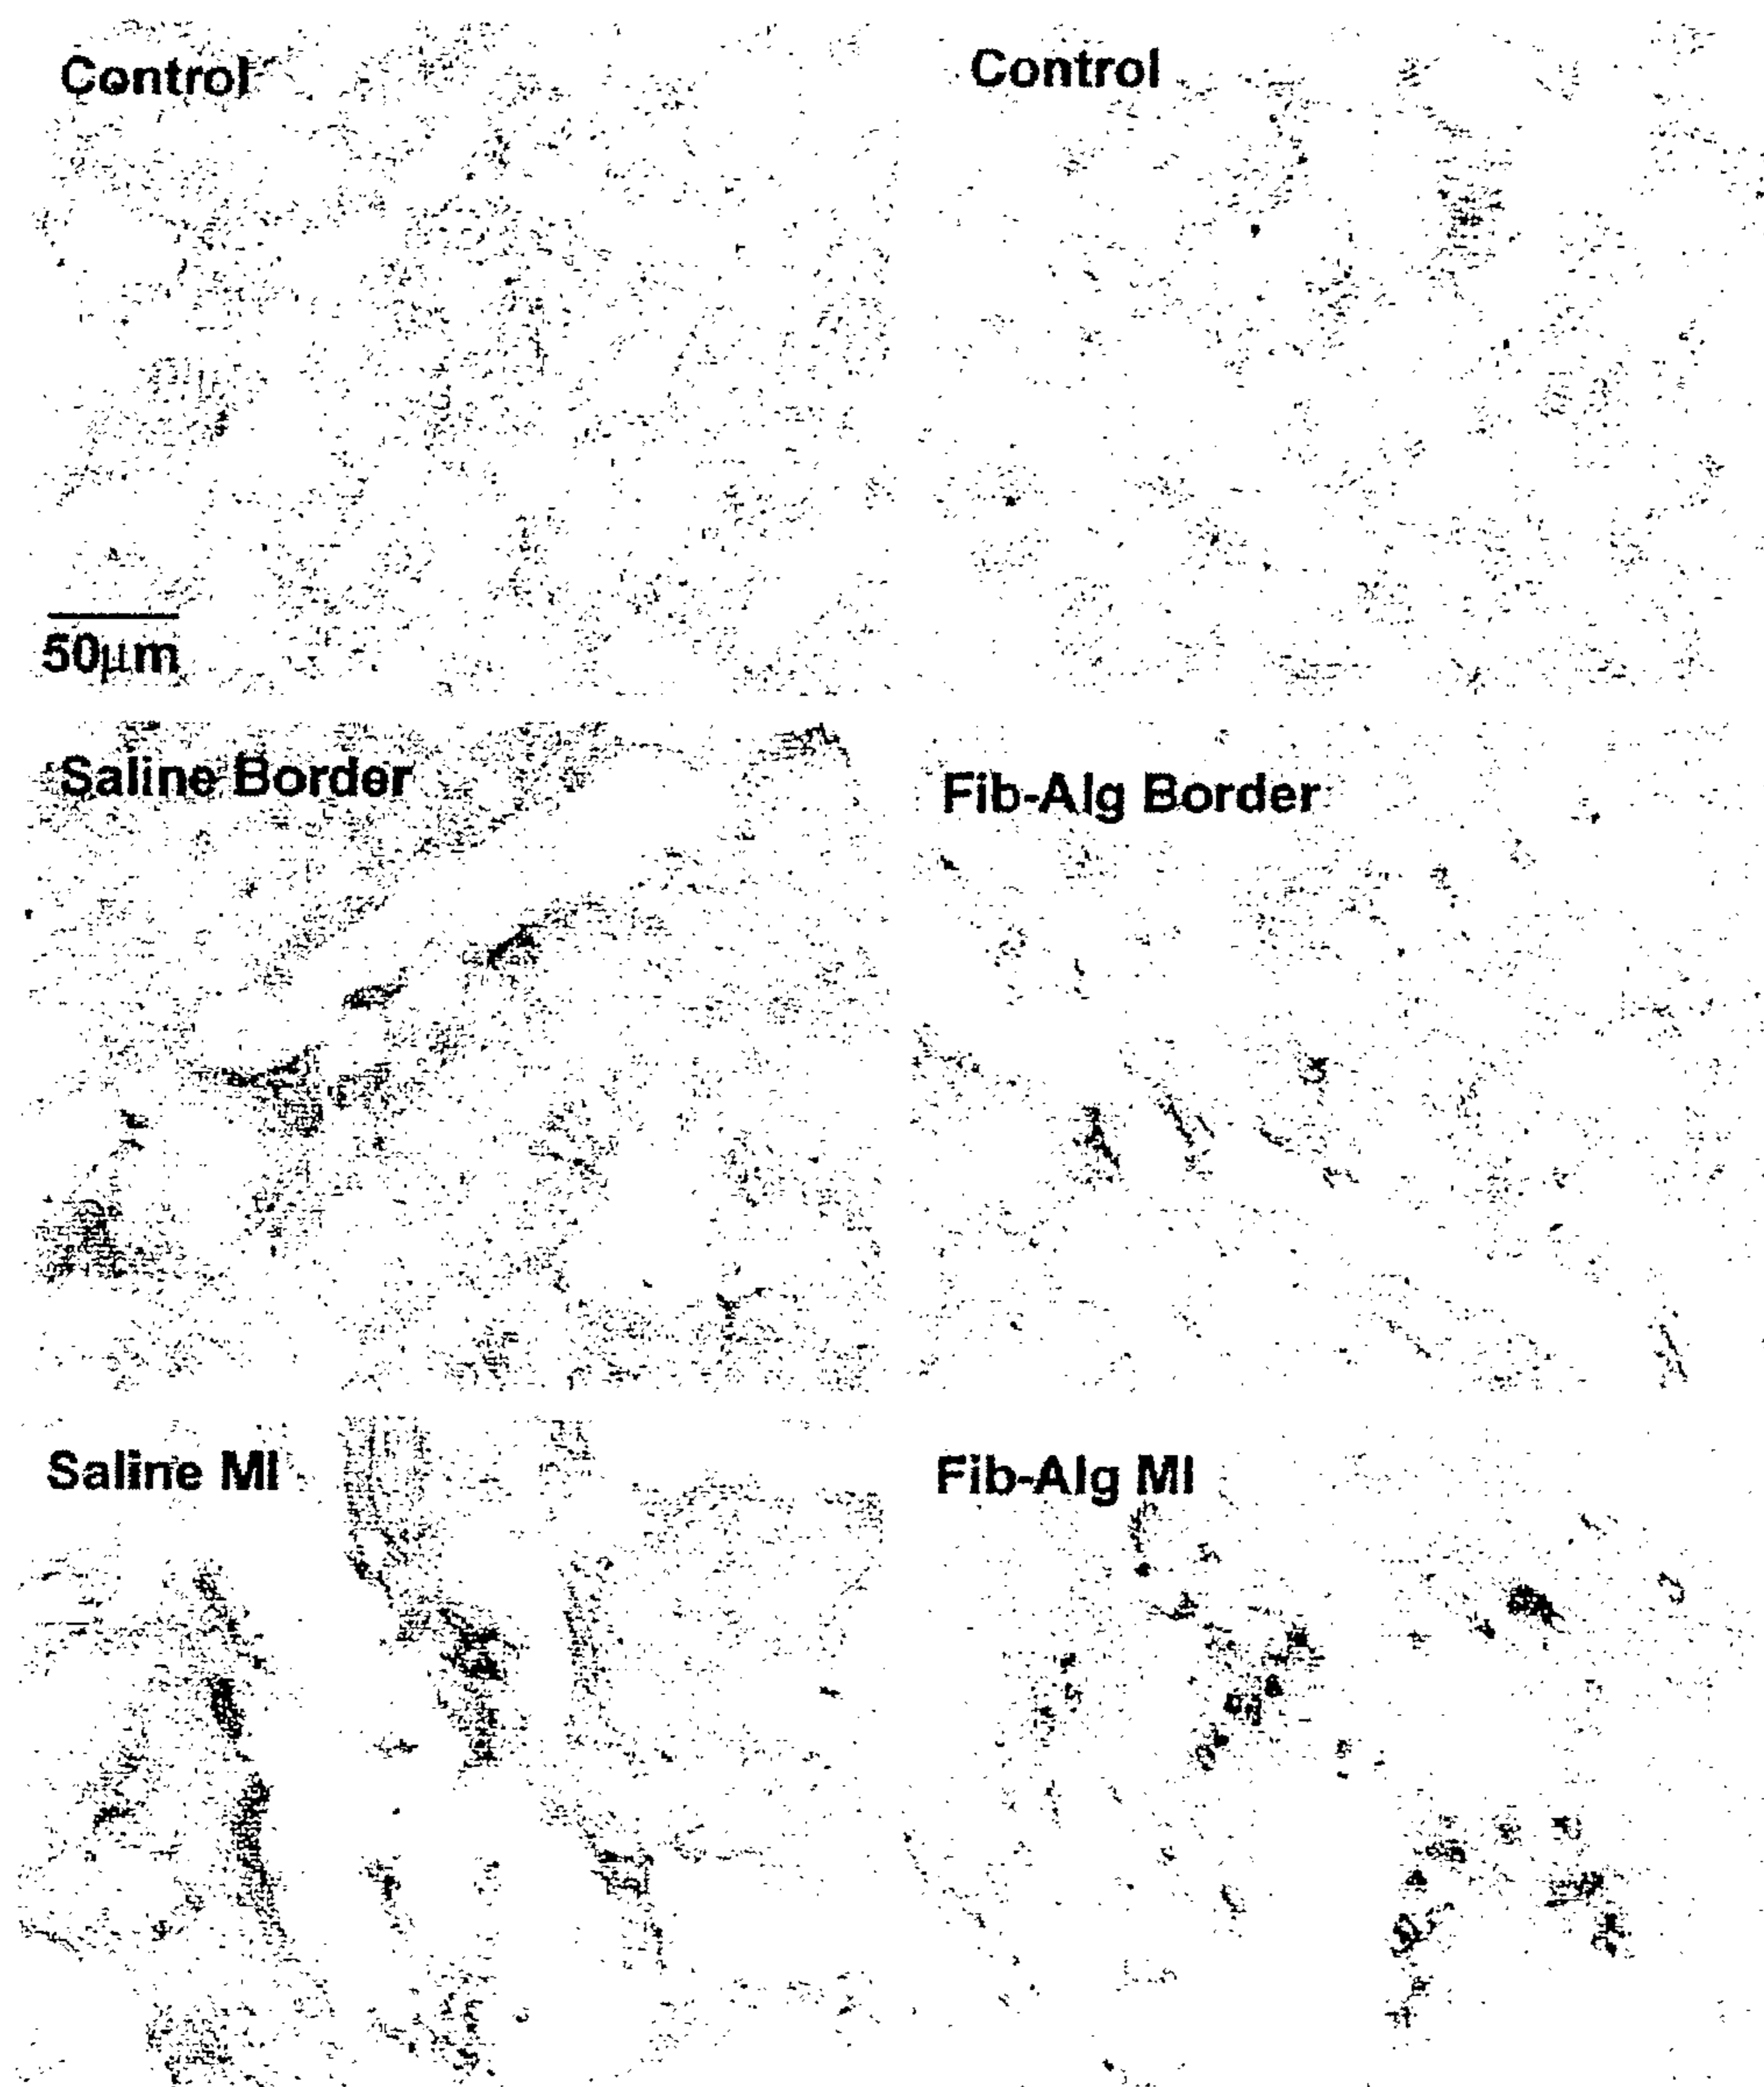 Control
Control
50μm
Saline Border
Fib-Alg Border
Saline MI
Fib-Alg MI